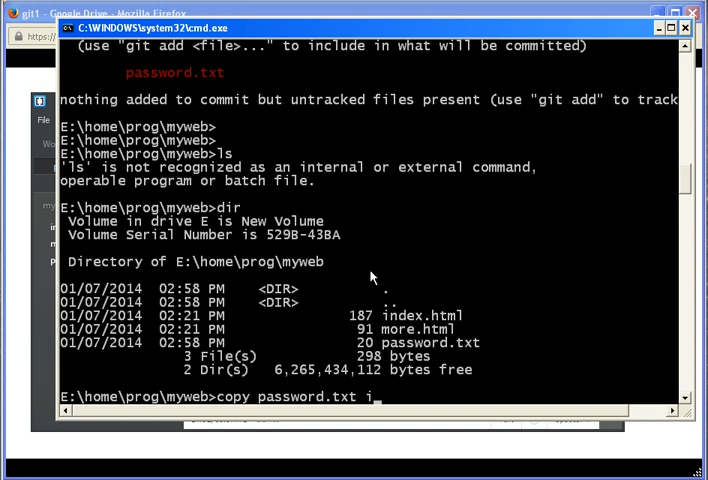 git1 - Google Drive - Mozilla Firefox
https://
C:\WINDOWS\system32\cmd.exe
File
Wo
my
in
m
(use "git add <file>..." to include in what will be committed)
password.txt
nothing added to commit but untracked files present (use "git add" to track
E:\home\prog\myweb>
E:\home\prog\myweb>
E:\home\prog\myweb>ls
'ls' is not recognized as an internal or external command,
operable program or batch file.
E:\home\prog\myweb>dir
Volume in drive E is New Volume
Volume Serial Number is 529B-43BA
Directory of E:\home\prog\myweb
01/07/2014 02:58 PM <DIR> .
01/07/2014 02:58 PM <DIR> ..
01/07/2014 02:21 PM 187 index.html
01/07/2014 02:21 PM 91 more.html
01/07/2014 02:58 PM 20 password.txt
3 File(s) 298 bytes
2 Dir(s) 6,265,434,112 bytes free
E:\home\prog\myweb>copy password.txt i_